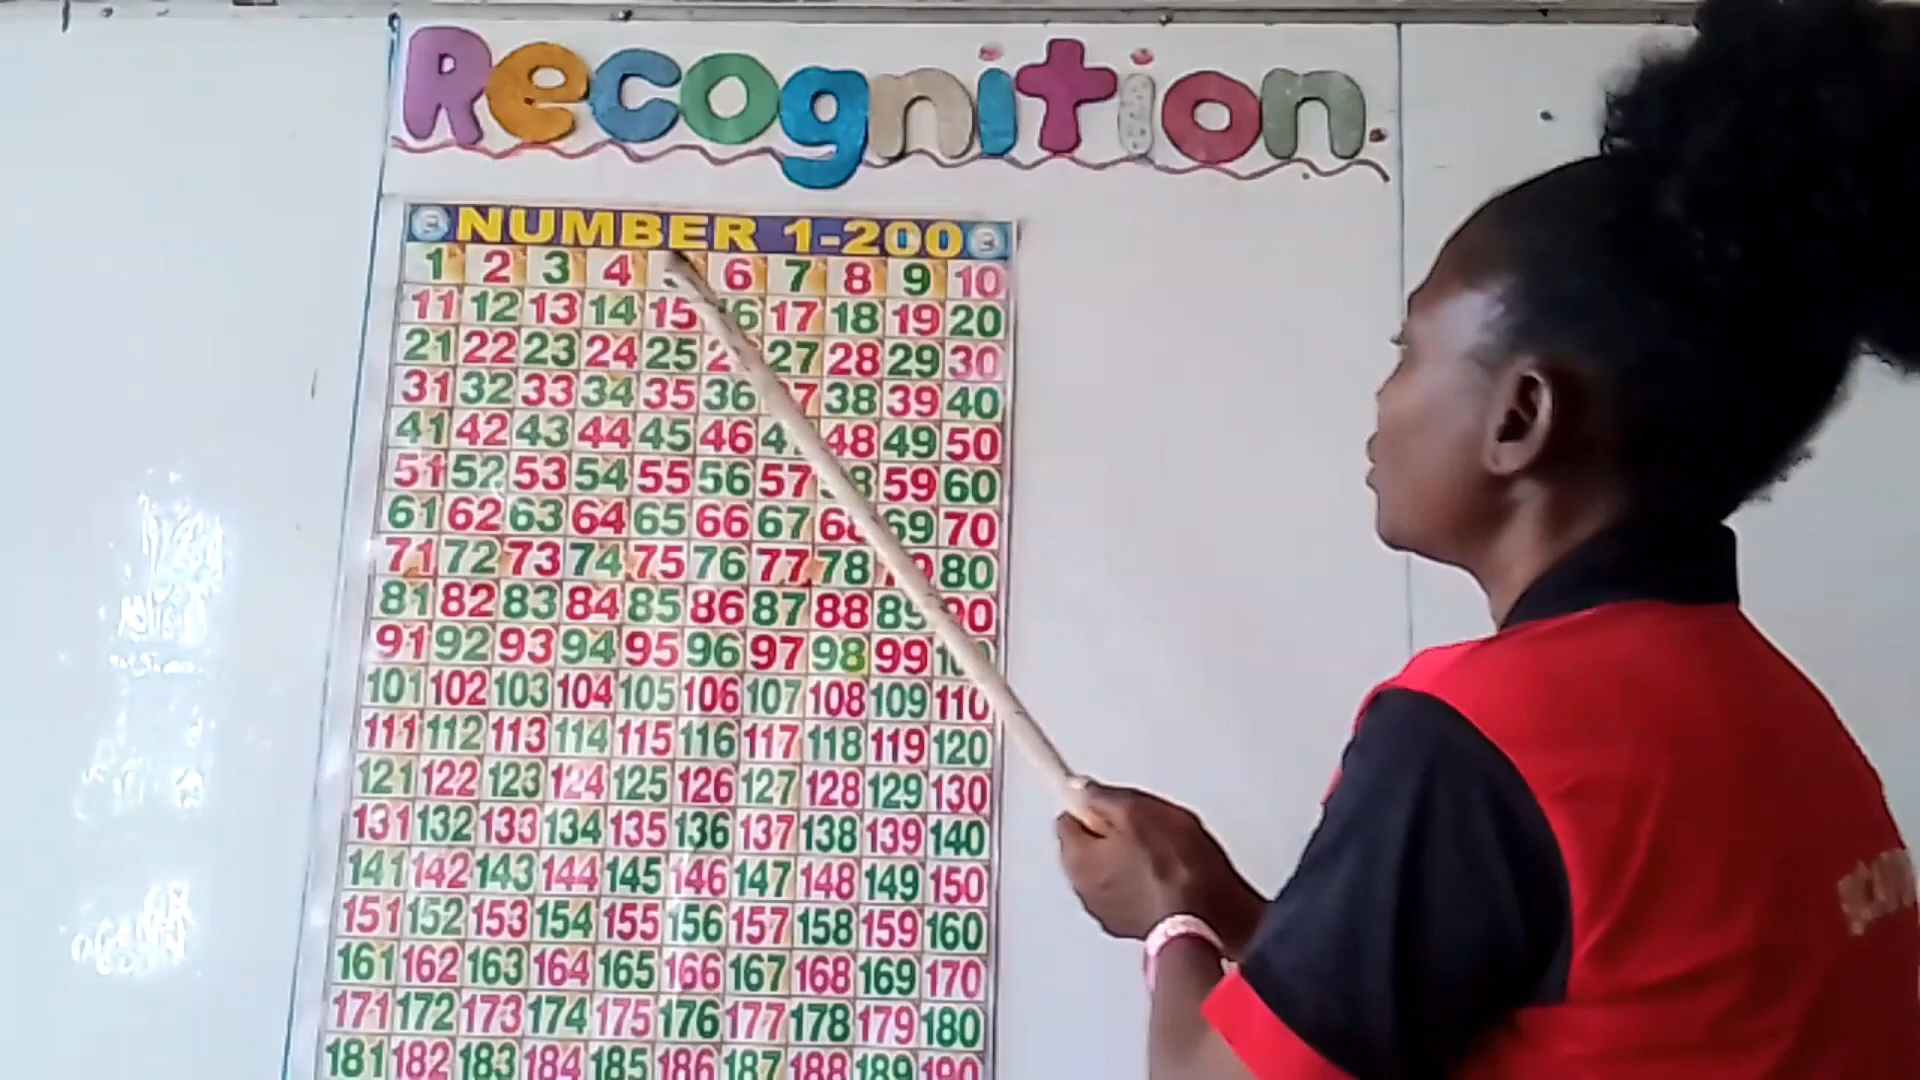 Recognition
NUMBER 1-200
1 2 3 4 5 6 7 8 9 10
11 12 13 14 15 16 17 18 19 20
21 22 23 24 25 27 28 29 30
31 32 33 34 35 36 38 39 40
41 42 43 44 45 46 48 49 50
51 52 53 54 55 56 57 59 60
61 62 63 64 65 66 67 68 69 70
71 72 73 74 75 76 77 78 80
81 82 83 84 85 86 87 88 89 90
91 92 93 94 95 96 97 98 99 100
101 102 103 104 105 106 107 108 109 110
111 112 113 114 115 116 117 118 119 120
121 122 123 124 125 126 127 128 129 130
131 132 133 134 135 136 137 138 139 140
141 142 143 144 145 146 147 148 149 150
151 152 153 154 155 156 157 158 159 160
161 162 163 164 165 166 167 168 169 170
171 172 173 174 175 176 177 178 179 180
181 182 183 184 185 186 187 188 189 190